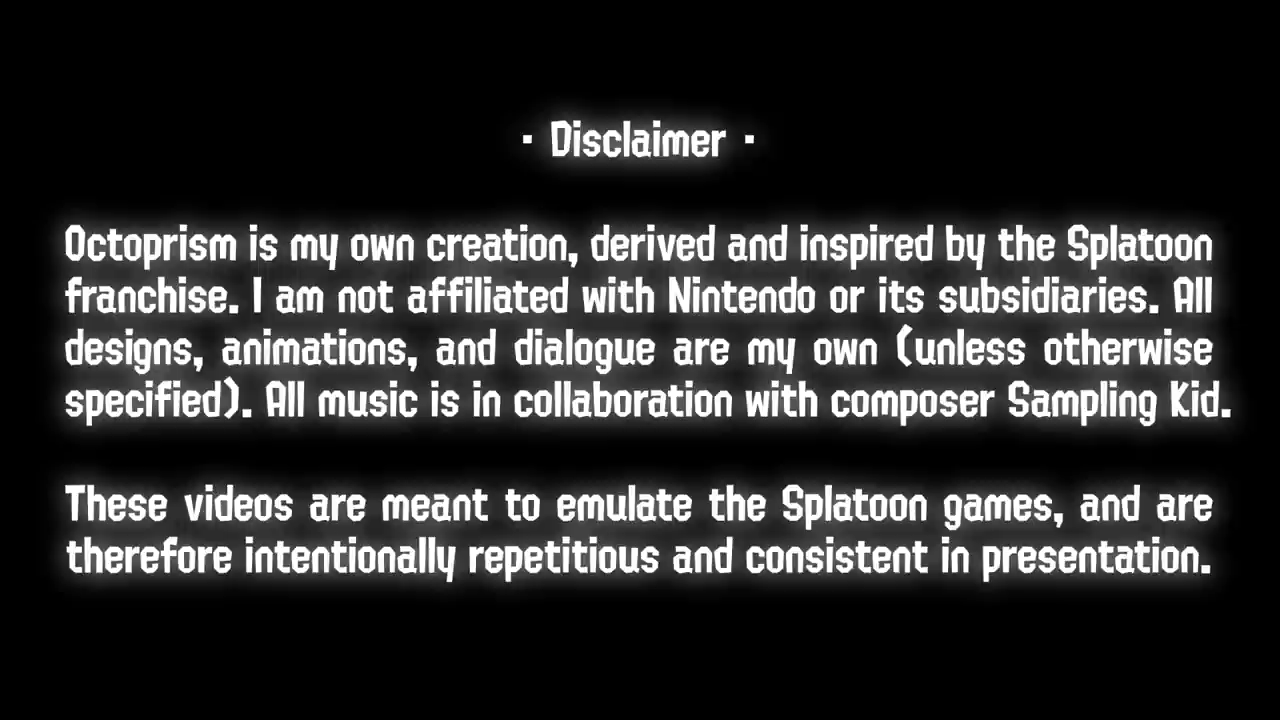 · Disclaimer ·
Octoprism is my own creation, derived and inspired by the Splatoon
franchise. I am not affiliated with Nintendo or its subsidiaries. All
designs, animations, and dialogue are my own (unless otherwise
specified). All music is in collaboration with composer Sampling Kid.
These videos are meant to emulate the Splatoon games, and are
therefore intentionally repetitious and consistent in presentation.